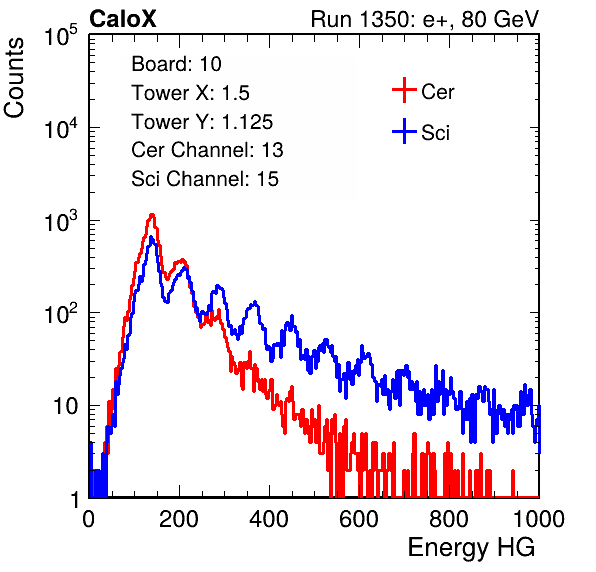 CaloX Run 1350: e+, 80 GeV
Counts
Board: 10
Tower X: 1.5
Tower Y: 1.125
Cer Channel: 13
Sci Channel: 15
Cer
Sci
10^5
10^4
10^3
10^2
10
1
0 200 400 600 800 1000
Energy HG